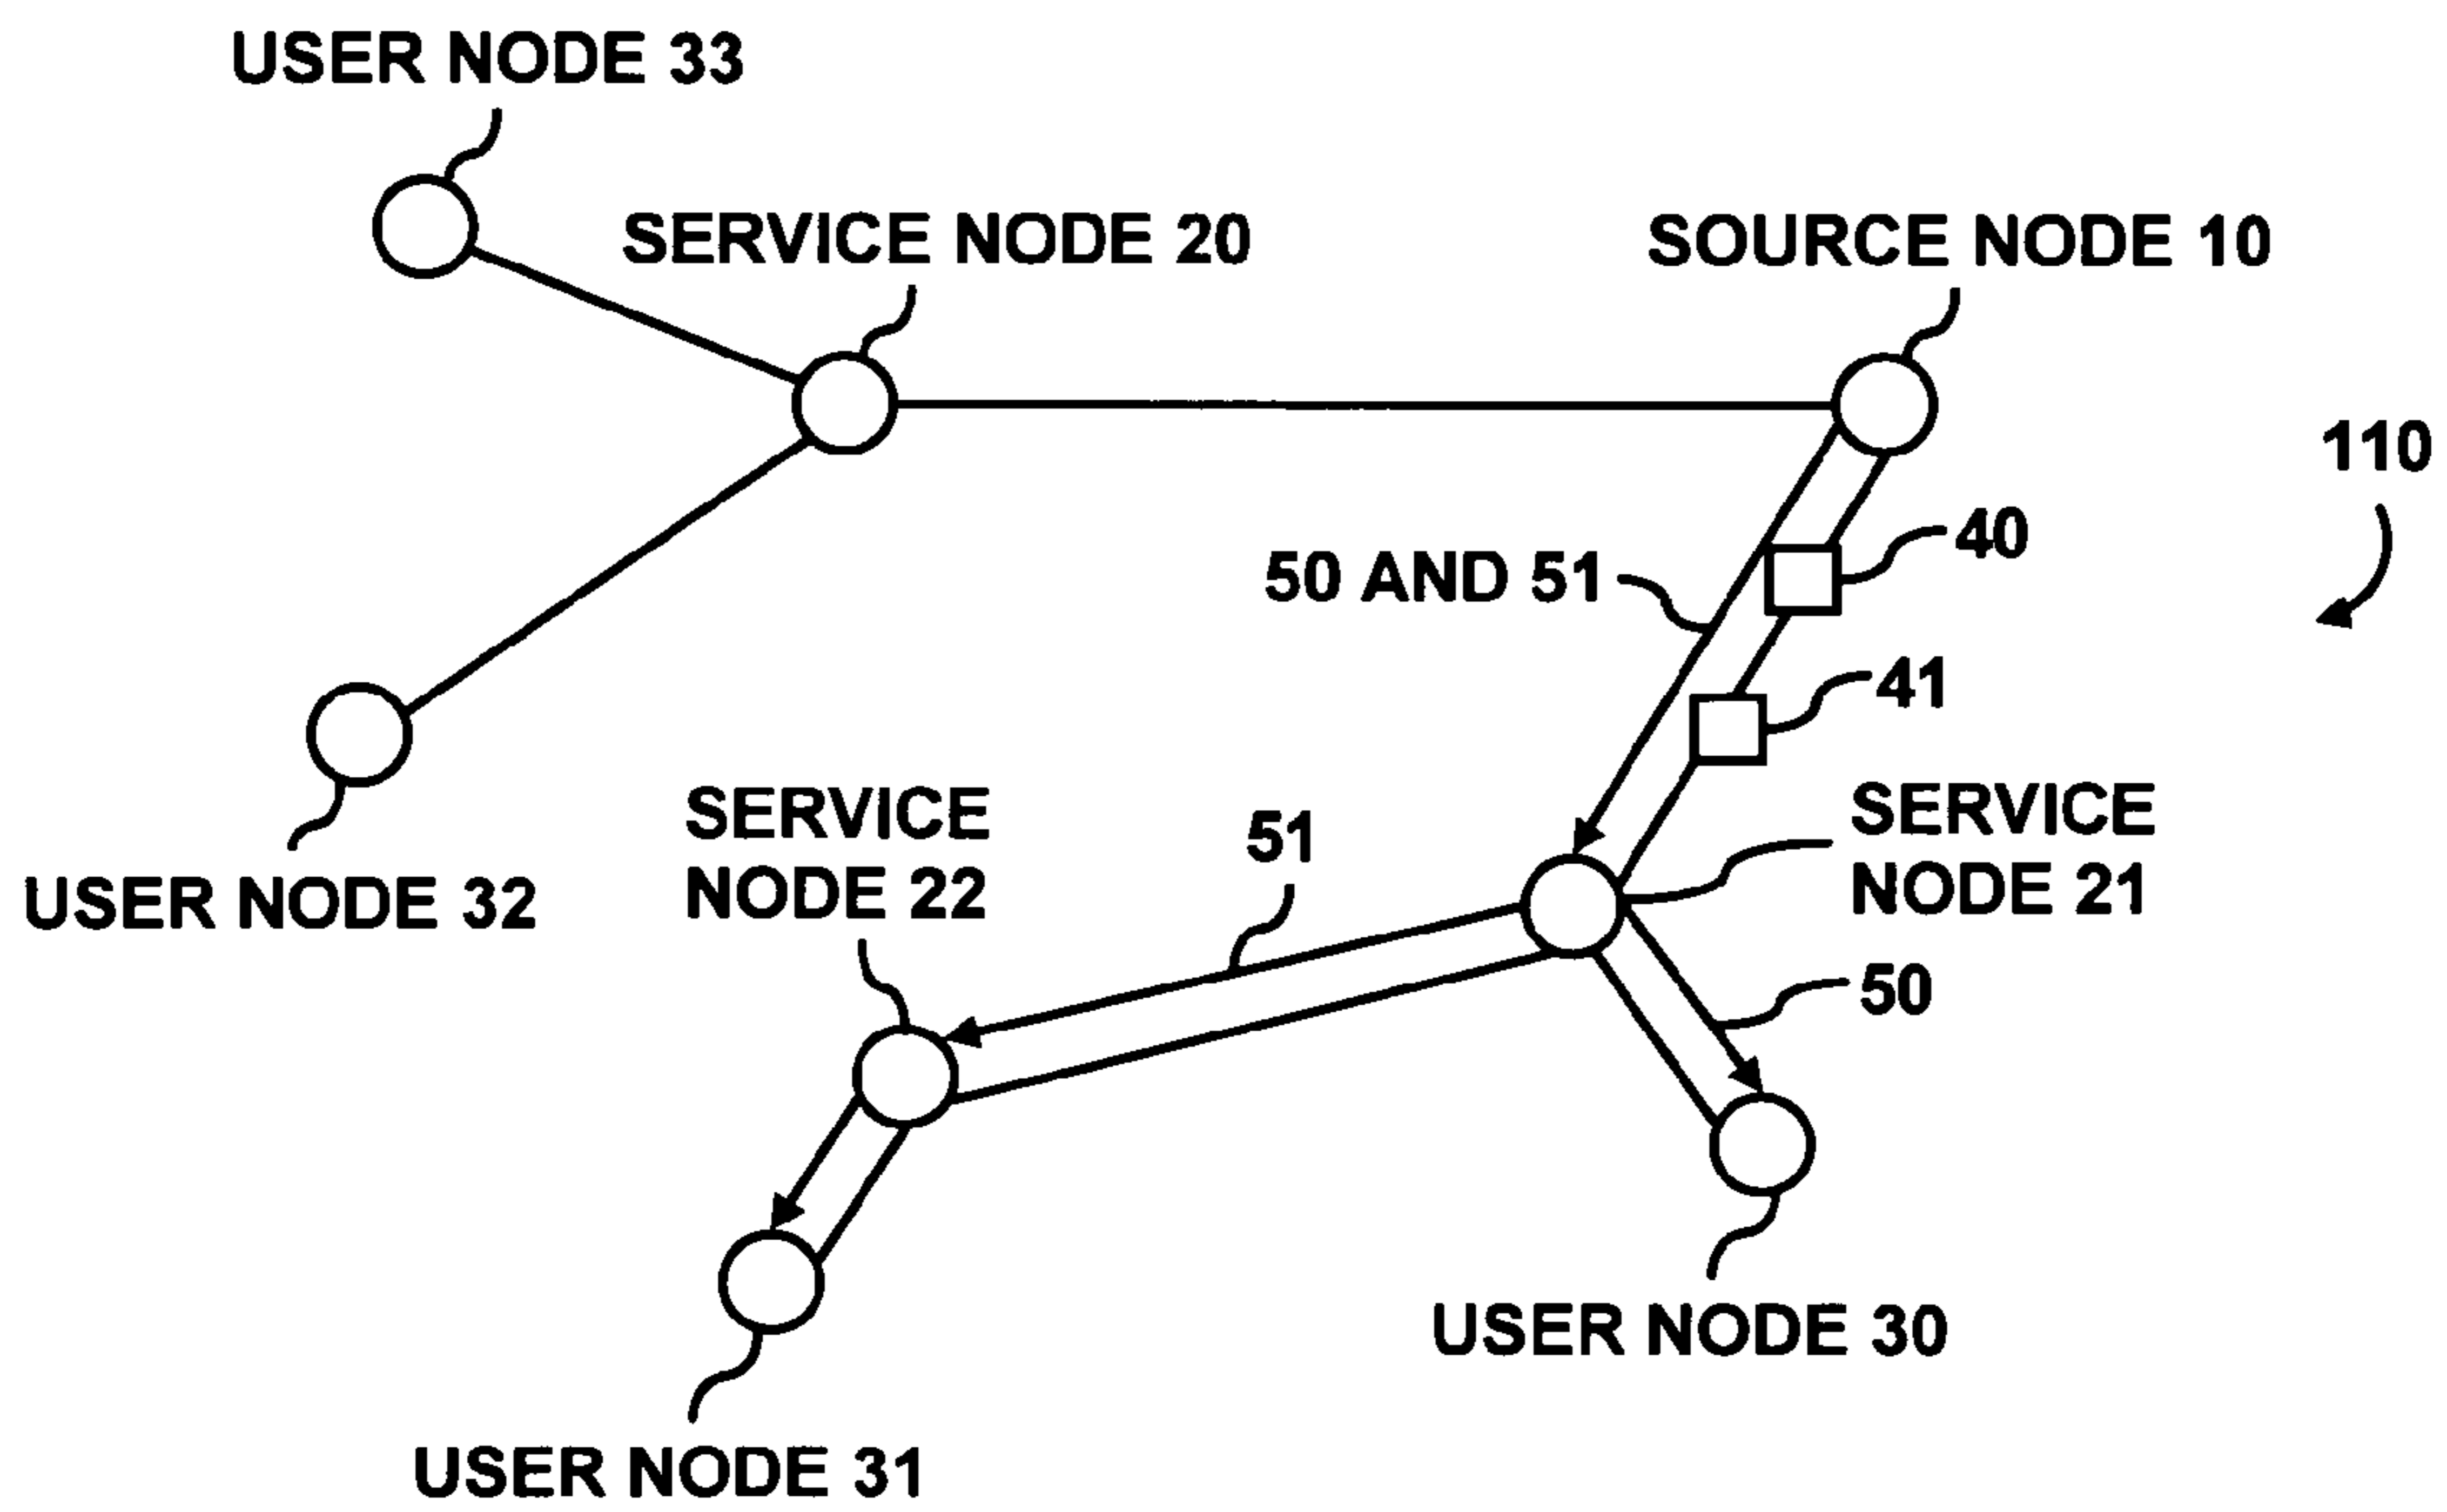 USER NODE 33
SERVICE NODE 20
SOURCE NODE 10
110
40
50 AND 51
41
SERVICE
NODE 21
SERVICE
NODE 22
51
USER NODE 32
50
USER NODE 30
USER NODE 31